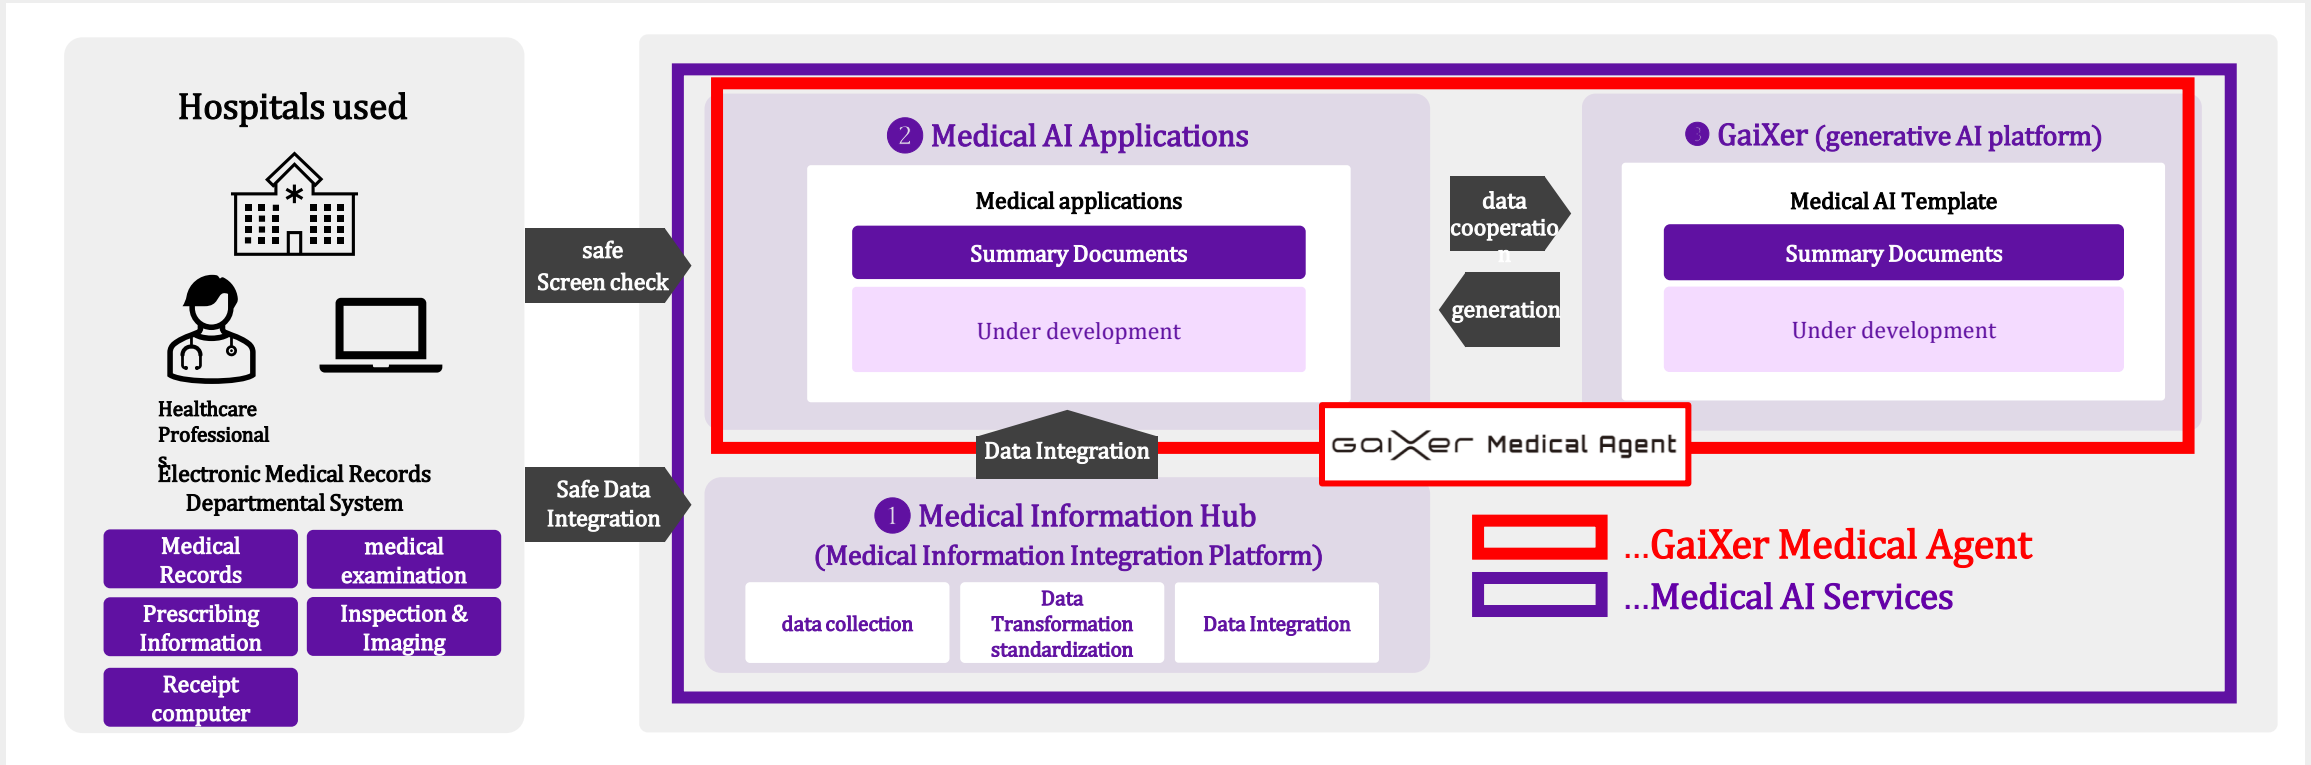 Hospitals used
Healthcare
Professional
s
Electronic Medical Records
Departmental System
Medical
Records
medical
examination
Prescribing
Information
Inspection &
Imaging
Receipt
computer
safe
Screen check
Safe Data
Integration
2 Medical AI Applications
Medical applications
Summary Documents
Under development
data
cooperatio
n
generation
3 GaiXer (generative AI platform)
Medical AI Template
Summary Documents
Under development
Data Integration
GaiXer Medical Agent
1 Medical Information Hub
(Medical Information Integration Platform)
data collection
Data
Transformation
standardization
Data Integration
...GaiXer Medical Agent
...Medical AI Services